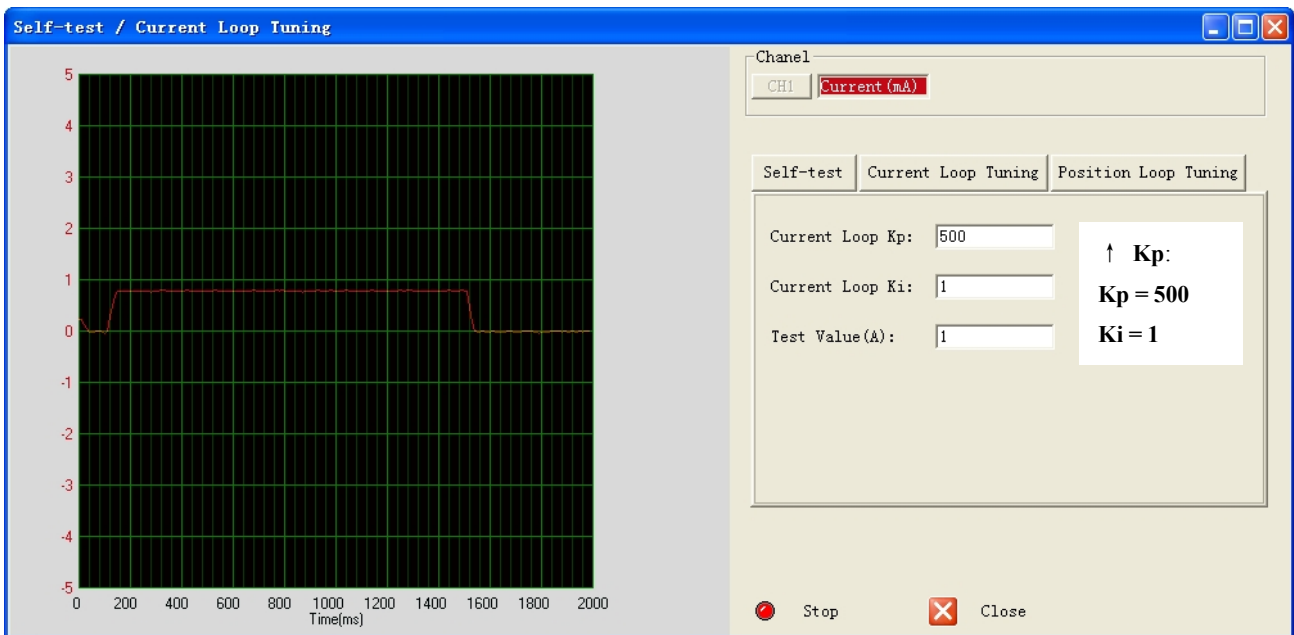 Self-test / Current Loop Tuning
5
4
3
2
1
0
-1
-2
-3
-4
-5
0 200 400 600 800 1000 1200 1400 1600 1800 2000
Time(ms)
Chanel
CH1 Current(mA)
Self-test Current Loop Tuning Position Loop Tuning
Current Loop Kp: 500
Current Loop Ki: 1
Test Value(A): 1
↑ Kp:
Kp = 500
Ki = 1
Stop Close